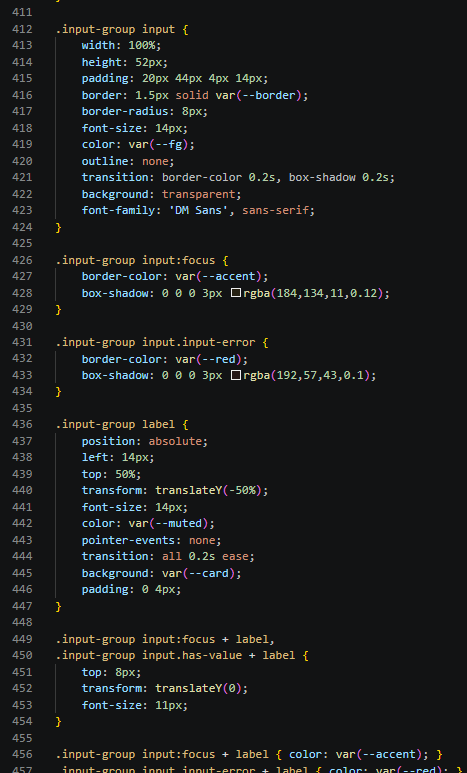 411
412 .input-group input {
413 width: 100%;
414 height: 52px;
415 padding: 20px 44px 4px 14px;
416 border: 1.5px solid var(--border);
417 border-radius: 8px;
418 font-size: 14px;
419 color: var(--fg);
420 outline: none;
421 transition: border-color 0.2s, box-shadow 0.2s;
422 background: transparent;
423 font-family: 'DM Sans', sans-serif;
424 }
425
426 .input-group input:focus {
427 border-color: var(--accent);
428 box-shadow: 0 0 0 3px rgba(184,134,11,0.12);
429 }
430
431 .input-group input.input-error {
432 border-color: var(--red);
433 box-shadow: 0 0 0 3px rgba(192,57,43,0.1);
434 }
435
436 .input-group label {
437 position: absolute;
438 left: 14px;
439 top: 50%;
440 transform: translateY(-50%);
441 font-size: 14px;
442 color: var(--muted);
443 pointer-events: none;
444 transition: all 0.2s ease;
445 background: var(--card);
446 padding: 0 4px;
447 }
448
449 .input-group input:focus + label,
450 .input-group input.has-value + label {
451 top: 8px;
452 transform: translateY(0);
453 font-size: 11px;
454 }
455
456 .input-group input:focus + label { color: var(--accent); }
457 .input-group input.input-error + label { color: var(--red); }